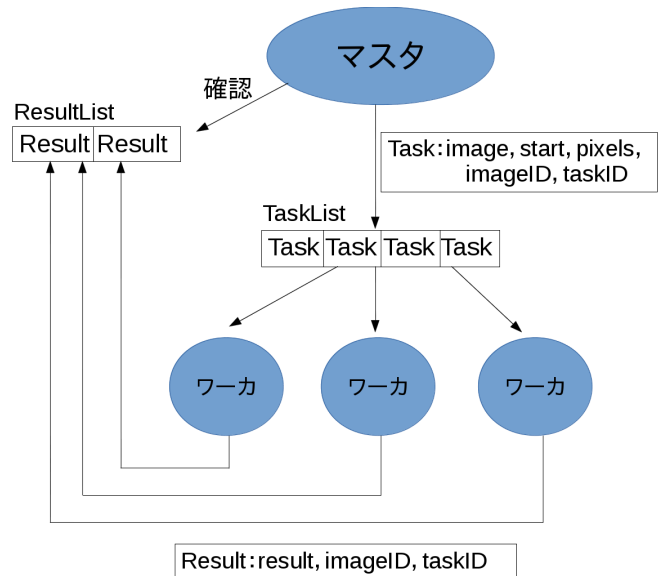 マスタ
確認
ResultList
Result Result
Task:image, start, pixels,
imageID, taskID
TaskList
Task Task Task Task
ワーカ ワーカ ワーカ
Result:result, imageID, taskID